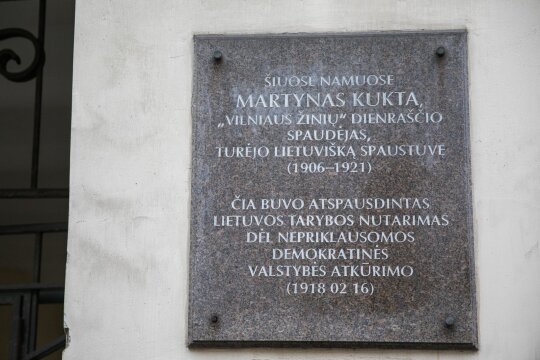 ŠIUOSE NAMUOSE
MARTYNAS KUKTA,
„VILNIAUS ŽINIŲ“ DIENRAŠČIO
SPAUDĖJAS,
TURĖJO LIETUVIŠKĄ SPAUSTUVĘ
(1906–1921)
ČIA BUVO ATSPAUSDINTAS
LIETUVOS TARYBOS NUTARIMAS
DĖL NEPRIKLAUSOMOS
DEMOKRATINĖS
VALSTYBĖS ATKŪRIMO
(1918 02 16)